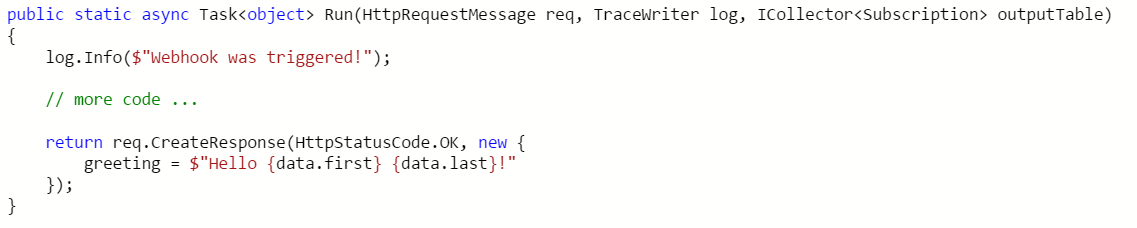 public static async Task<object> Run(HttpRequestMessage req, TraceWriter log, ICollector<Subscription> outputTable)
{
    log.Info($"Webhook was triggered!");

    // more code ...

    return req.CreateResponse(HttpStatusCode.OK, new {
        greeting = $"Hello {data.first} {data.last}!"
    });
}